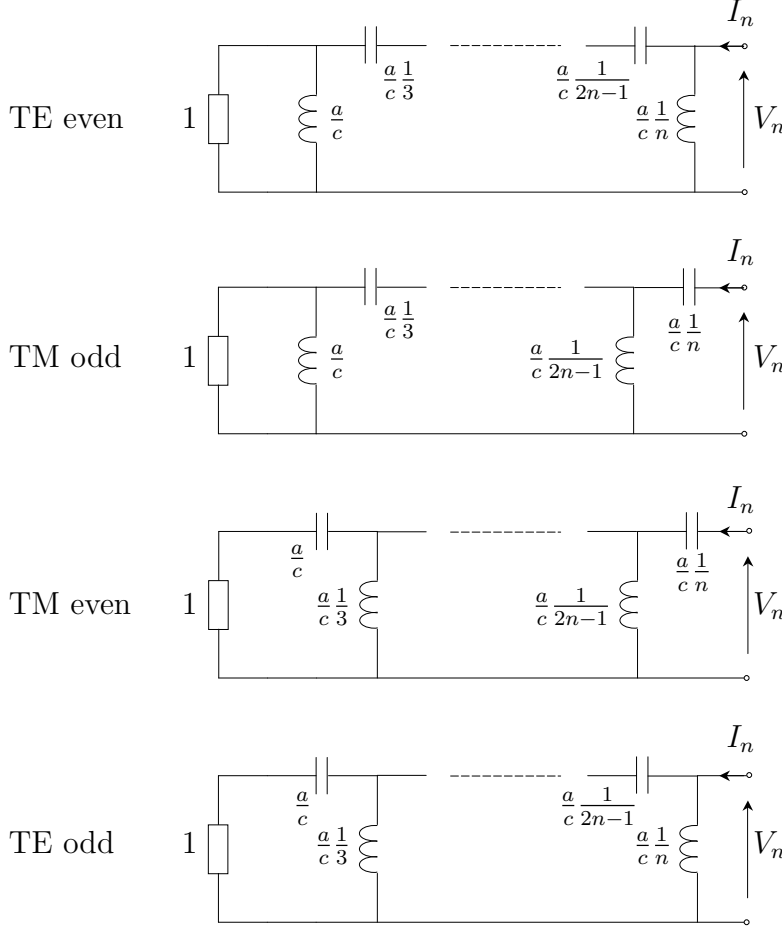 I_n
TE even 1 a/c a/c 1/3 a/c 1/(2n−1) a/c 1/n V_n
I_n
TM odd 1 a/c a/c 1/3 a/c 1/(2n−1) a/c 1/n V_n
I_n
TM even 1 a/c a/c 1/3 a/c 1/(2n−1) a/c 1/n V_n
I_n
TE odd 1 a/c a/c 1/3 a/c 1/(2n−1) a/c 1/n V_n